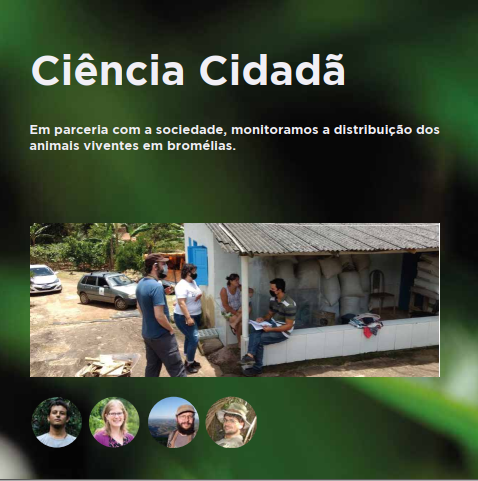 Ciência Cidadã
Em parceria com a sociedade, monitoramos a distribuição dos
animais viventes em bromélias.